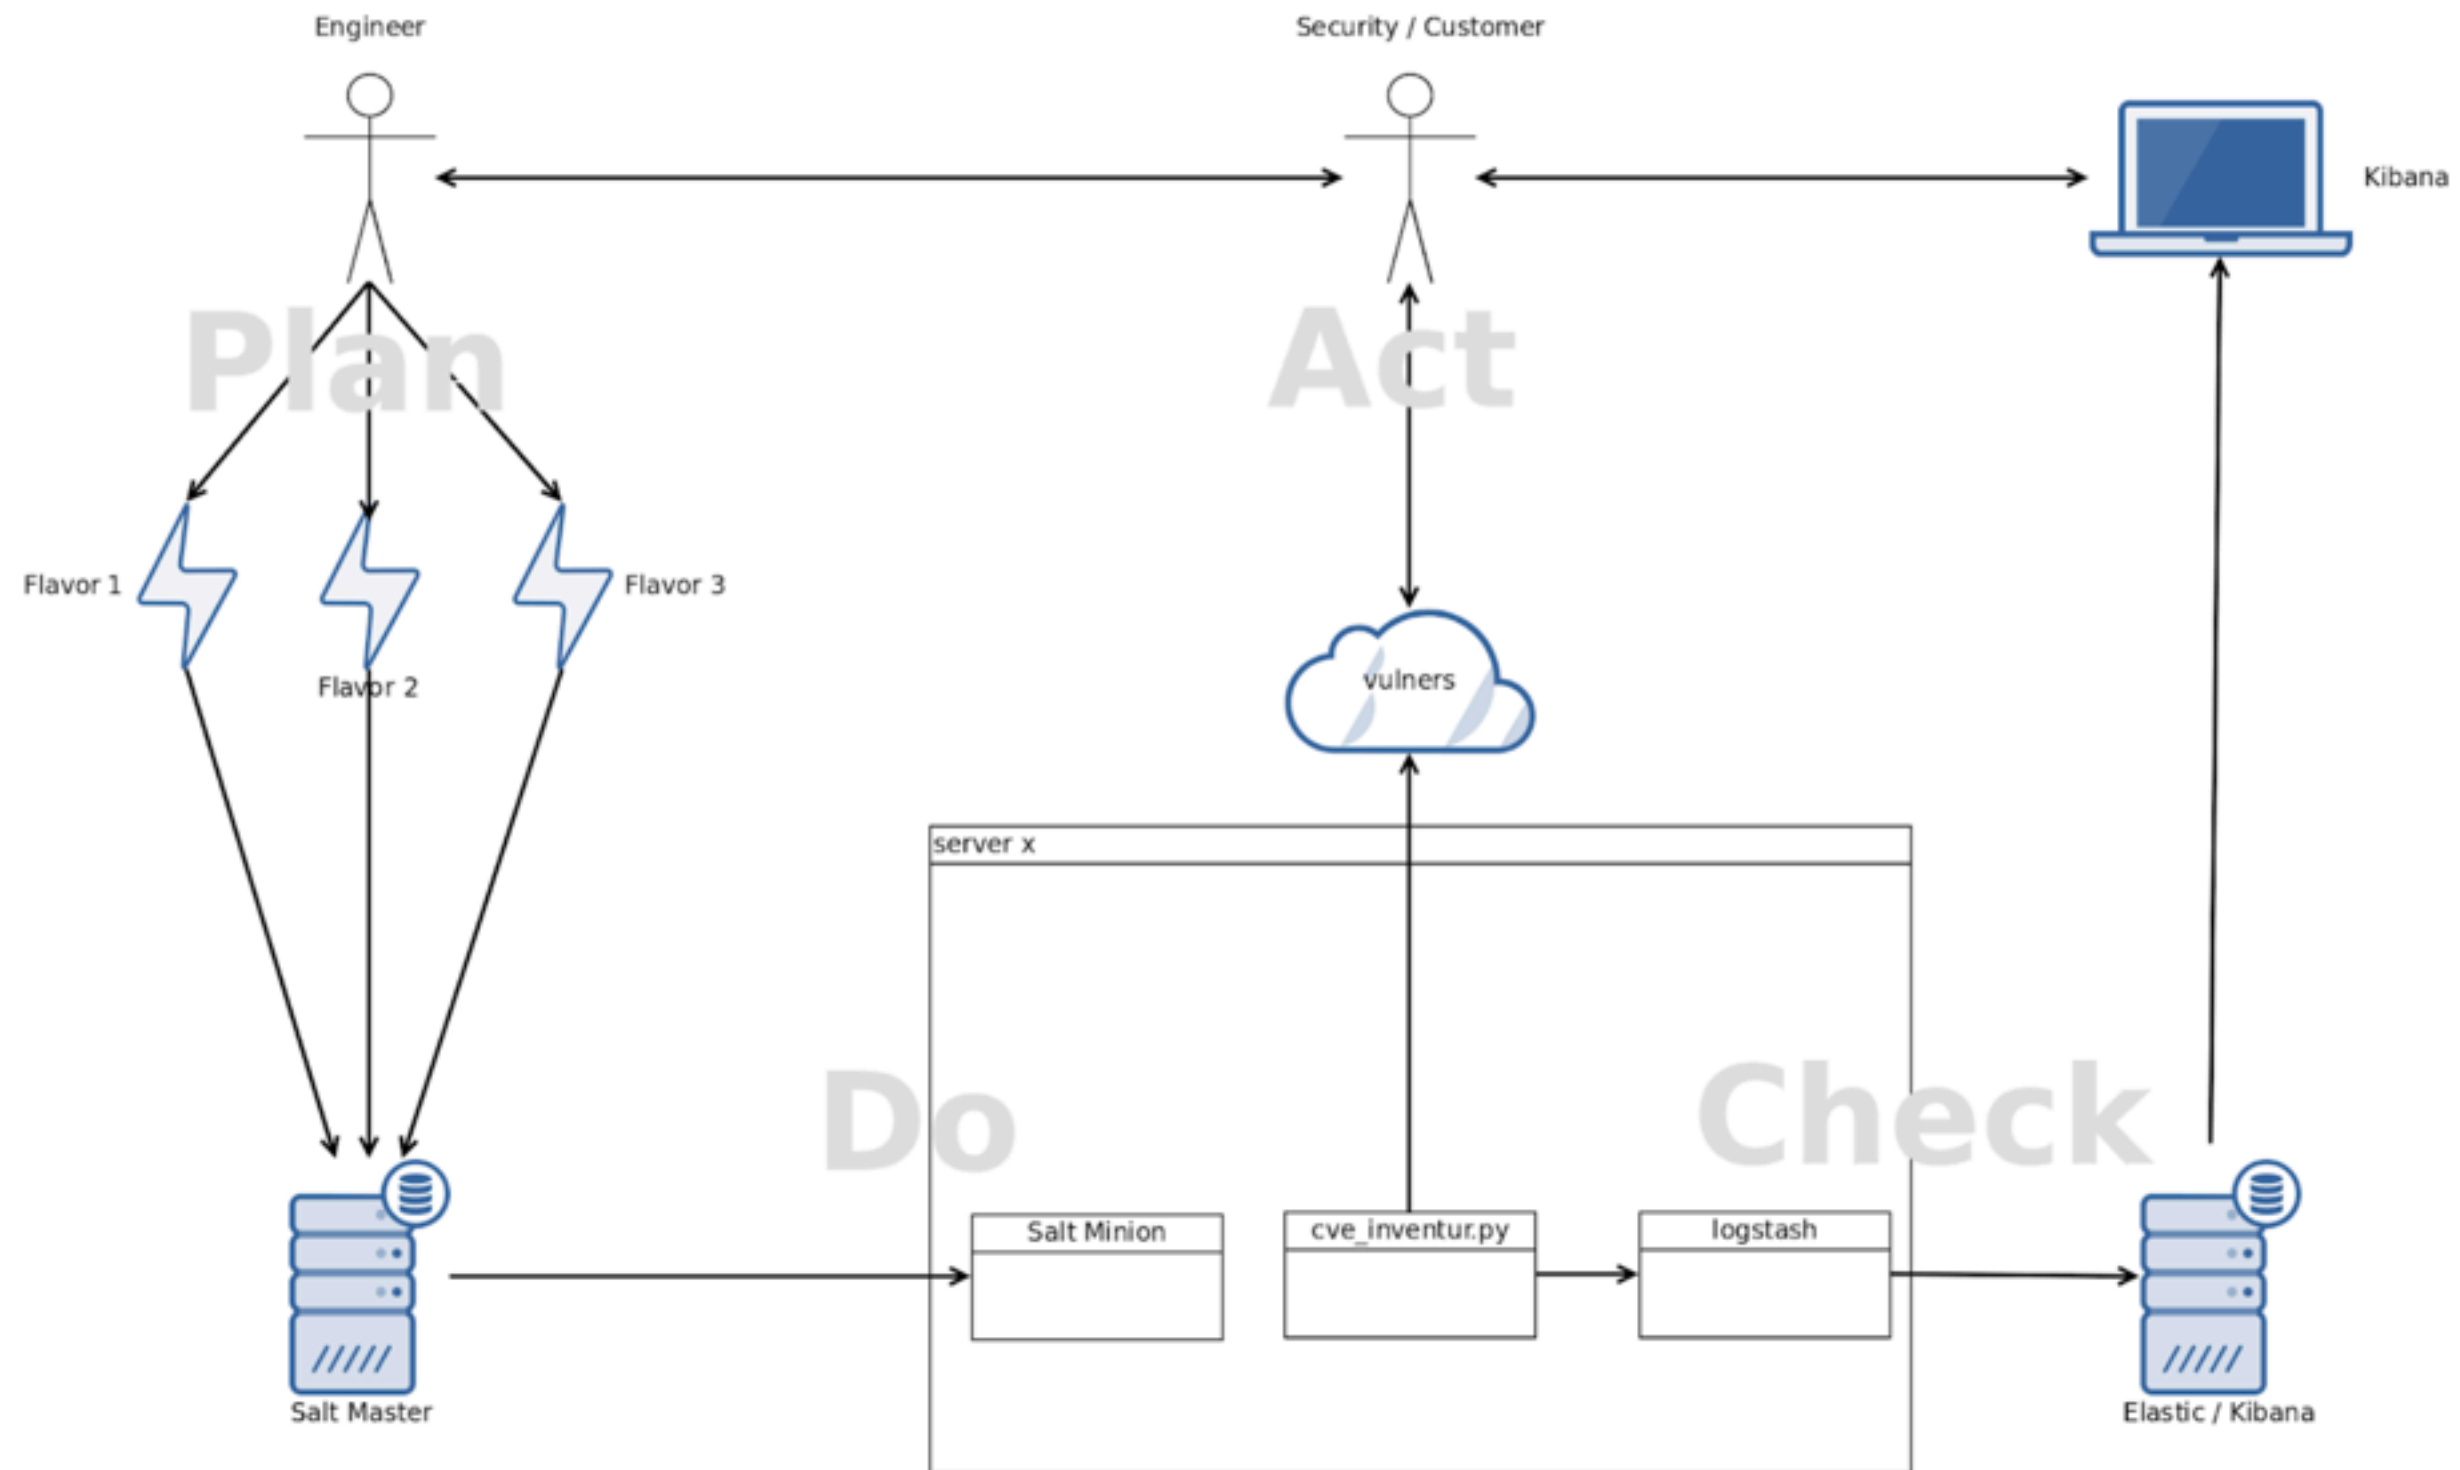 Engineer
Security / Customer
Kibana
Plan
Act
Flavor 1
Flavor 2
Flavor 3
vulners
server x
Do
Check
Salt Minion
cve_inventur.py
logstash
Salt Master
Elastic / Kibana